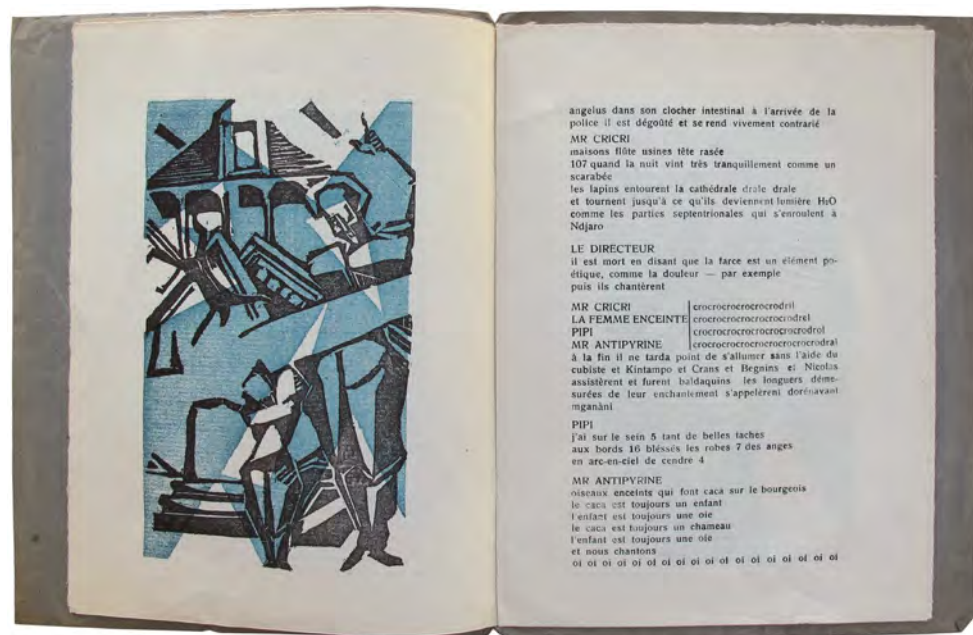 angelus dans son clocher intestinal à l'arrivée de la
police il est dégoûté et se rend vivement contrarié
MR CRICRI
maisons flûte usines tête rasée
107 quand la nuit vint très tranquillement comme un
scarabée
les lapins entourent la cathédrale drale drale
et tournent jusqu'à ce qu'ils deviennent lumière H₂O
comme les parties septentrionales qui s'enroulent à
Ndjaro
LE DIRECTEUR
il est mort en disant que la farce est un élément po-
étique, comme la douleur — par exemple
puis ils chantèrent
MR CRICRI crocrocrocrocrocrodril
LA FEMME ENCEINTE crocrocrocrocrocrocrodrel
PIPI crocrocrocrocrocrocrocrodrol
MR ANTIPYRINE crocrocrocrocrocrocrocrocrodral
à la fin il ne tarda point de s'allumer sans l'aide du
cubiste et Kintampo et Crans et Begnins et Nicolas
assistèrent et furent baldaquins les longuers déme-
surées de leur enchantement s'appelèrent dorénavant
mganàni
PIPI
j'ai sur le sein 5 tant de belles taches
aux bords 16 bléssés les robes 7 des anges
en arc-en-ciel de cendre 4
MR ANTIPYRINE
oiseaux enceints qui font caca sur le bourgeois
le caca est toujours un enfant
l'enfant est toujours une oie
le caca est toujours un chameau
l'enfant est toujours une oie
et nous chantons
oi oi oi oi oi oi oi oi oi oi oi oi oi oi oi oi oi oi